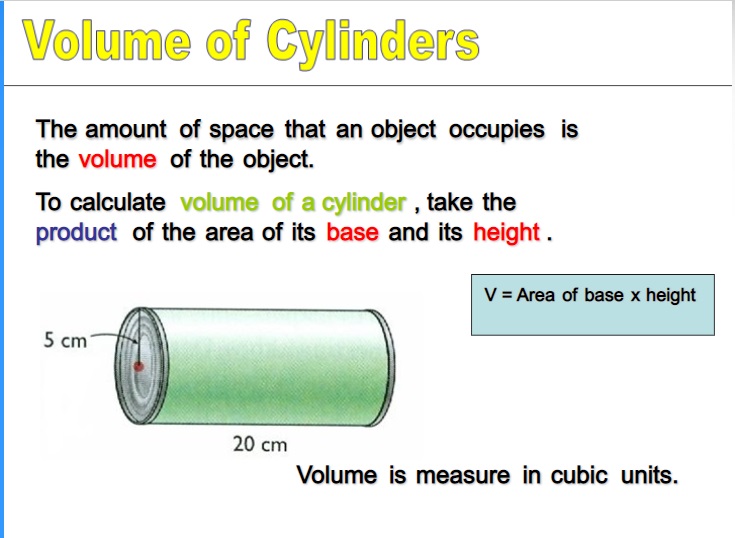 Volume of Cylinders
The amount of space that an object occupies is
the volume of the object.
To calculate volume of a cylinder , take the
product of the area of its base and its height .
V = Area of base x height
5 cm
20 cm
Volume is measure in cubic units.